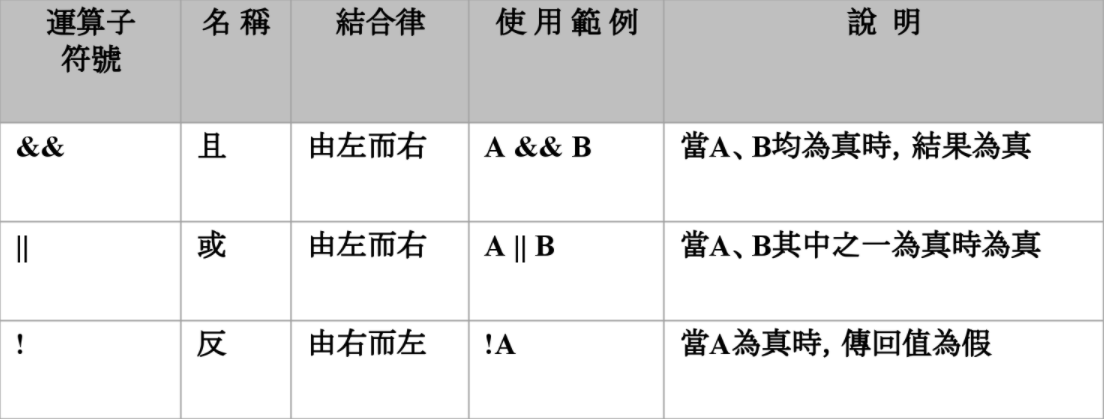 運算子 名 稱 結合律 使 用 範 例 說 明
符號
&& 且 由左而右 A && B 當A、B均為真時, 結果為真
|| 或 由左而右 A || B 當A、B其中之一為真時為真
! 反 由右而左 !A 當A為真時, 傳回值為假